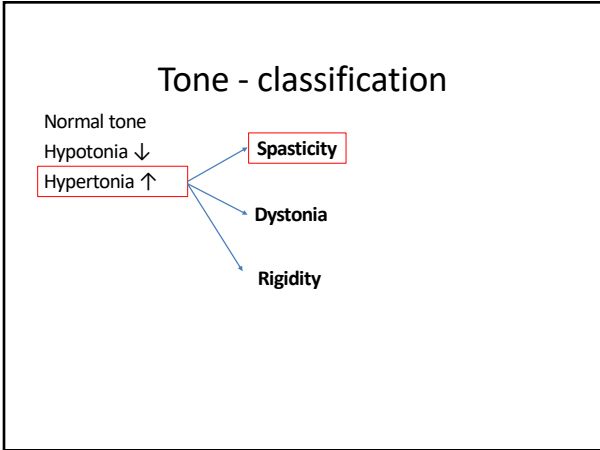 Tone - classification
Normal tone
Hypotonia ↓
Hypertonia ↑
Spasticity
Dystonia
Rigidity